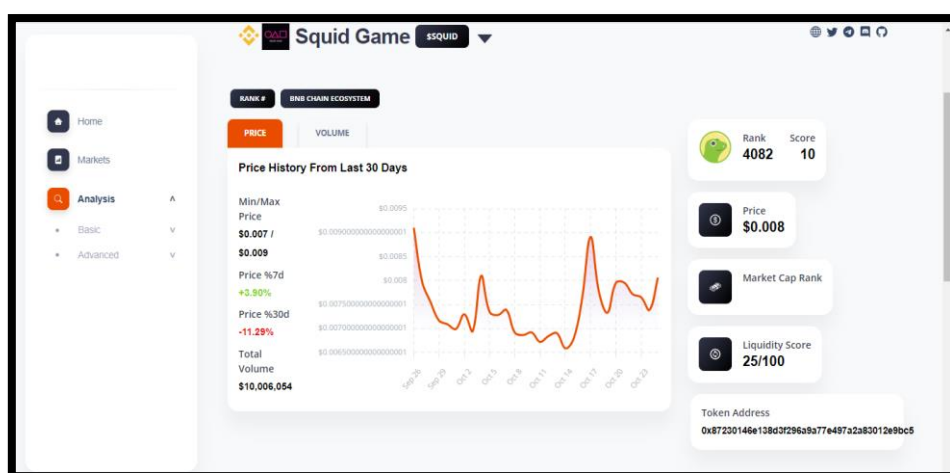 Squid Game $SQUID
RANK # BNB CHAIN ECOSYSTEM
Home
Markets
Analysis
Basic
Advanced
PRICE VOLUME
Price History From Last 30 Days
Min/Max
Price
$0.007 /
$0.009
Price %7d
+3.90%
Price %30d
-11.29%
Total
Volume
$10,006,054
$0.0095
$0.009000000000000001
$0.0085
$0.008
$0.0075000000000000001
$0.0070000000000000001
$0.0065000000000000001
Sep 26 Sep 29 Oct 2 Oct 5 Oct 8 Oct 11 Oct 14 Oct 17 Oct 20 Oct 23
Rank Score
4082 10
Price
$0.008
Market Cap Rank
Liquidity Score
25/100
Token Address
0x87230146e138d3f296a9a77e497a2a83012e9bc5